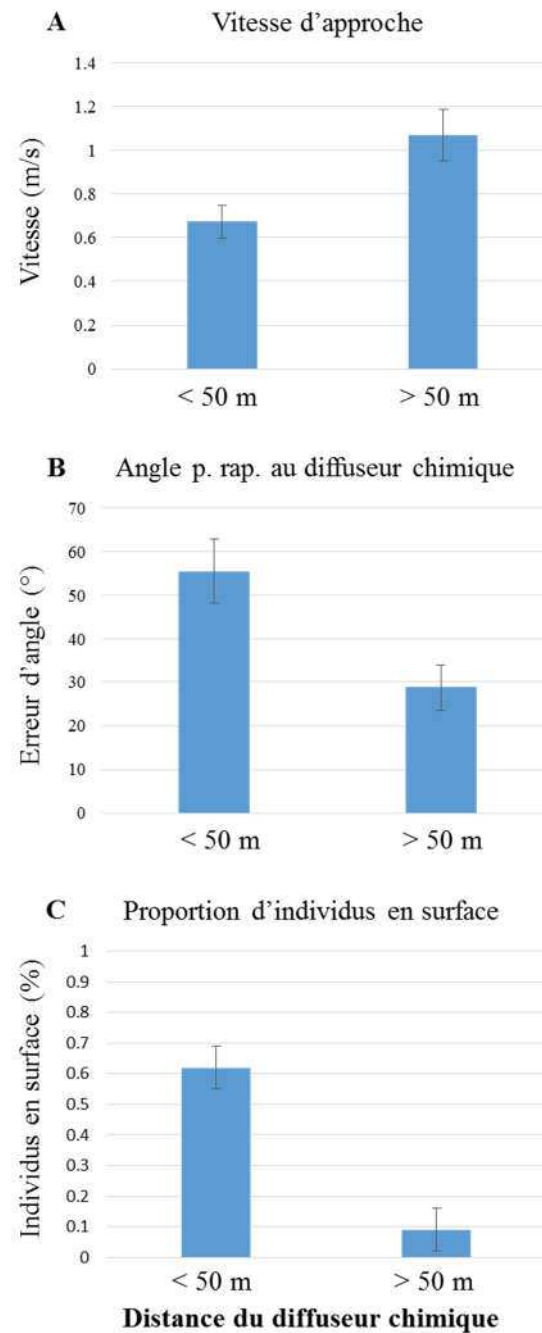 A Vitesse d'approche
Vitesse (m/s)
1.4
1.2
1
0.8
0.6
0.4
0.2
0
< 50 m > 50 m
B Angle p. rap. au diffuseur chimique
Erreur d'angle (°)
70
60
50
40
30
20
10
0
< 50 m > 50 m
C Proportion d'individus en surface
Individus en surface (%)
1
0.9
0.8
0.7
0.6
0.5
0.4
0.3
0.2
0.1
0
< 50 m > 50 m
Distance du diffuseur chimique